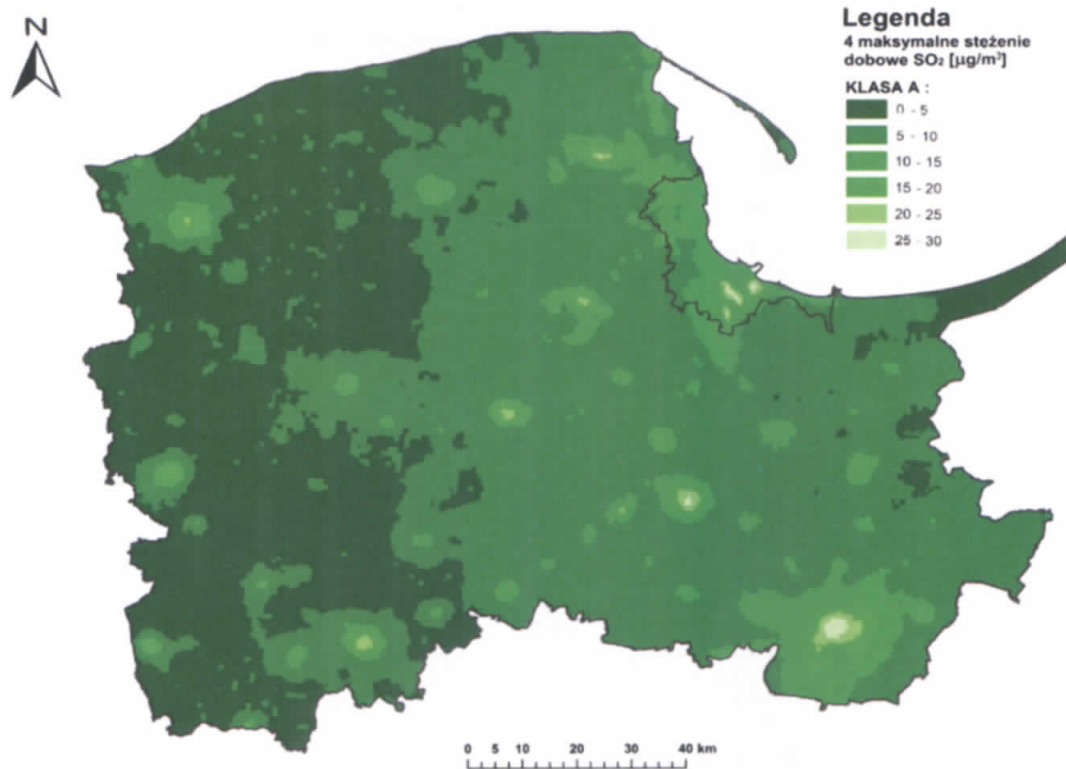 N
Legenda
4 maksymalne stężenie
dobowe SO₂ [µg/m³]
KLASA A :
0 - 5
5 - 10
10 - 15
15 - 20
20 - 25
25 - 30
0 5 10 20 30 40 km